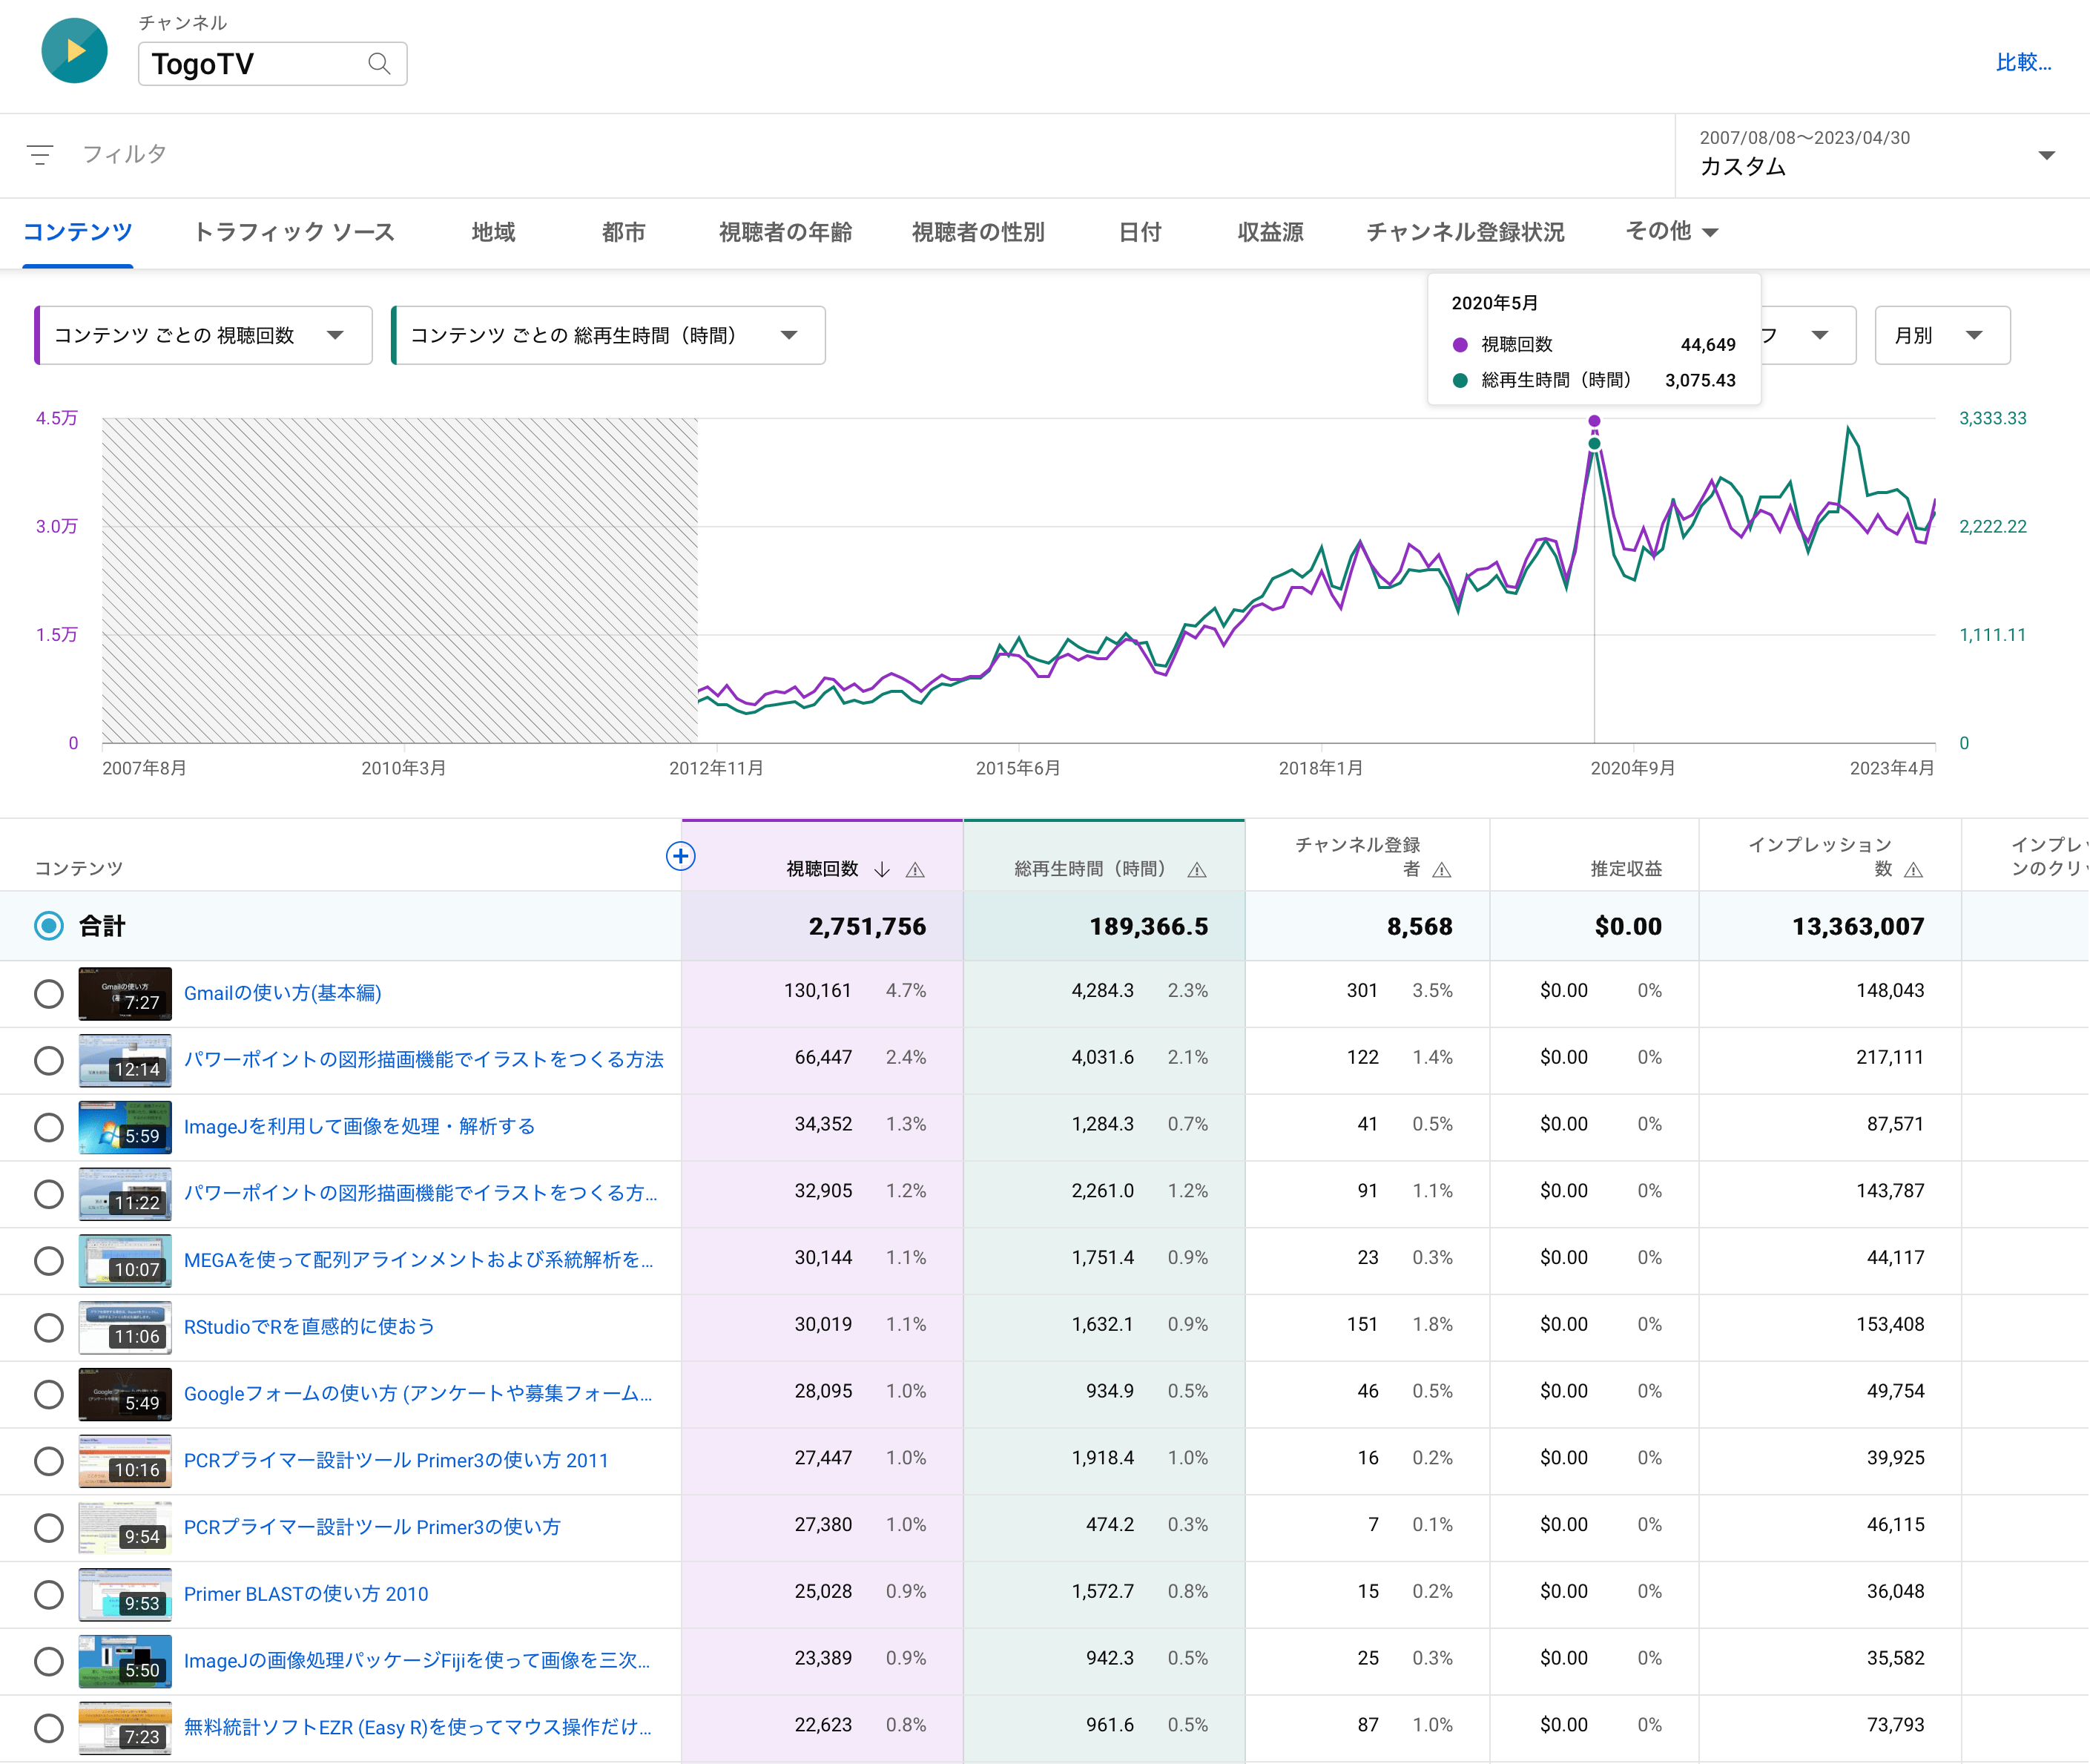 チャンネル
TogoTV
比較...
フィルタ
2007/08/08～2023/04/30
カスタム
コンテンツ トラフィック ソース 地域 都市 視聴者の年齢 視聴者の性別 日付 収益源 チャンネル登録状況 その他
2020年5月
視聴回数 44,649
総再生時間（時間） 3,075.43
コンテンツ ごとの 視聴回数 コンテンツ ごとの 総再生時間（時間） フ 月別
4.5万 3,333.33
3.0万 2,222.22
1.5万 1,111.11
0 0
2007年8月 2010年3月 2012年11月 2015年6月 2018年1月 2020年9月 2023年4月
コンテンツ 視聴回数 総再生時間（時間） チャンネル登録者 推定収益 インプレッション数 インプレ ンのクリ
合計 2,751,756 189,366.5 8,568 $0.00 13,363,007
7:27 Gmailの使い方(基本編) 130,161 4.7% 4,284.3 2.3% 301 3.5% $0.00 0% 148,043
12:14 パワーポイントの図形描画機能でイラストをつくる方法 66,447 2.4% 4,031.6 2.1% 122 1.4% $0.00 0% 217,111
5:59 ImageJを利用して画像を処理・解析する 34,352 1.3% 1,284.3 0.7% 41 0.5% $0.00 0% 87,571
11:22 パワーポイントの図形描画機能でイラストをつくる方... 32,905 1.2% 2,261.0 1.2% 91 1.1% $0.00 0% 143,787
10:07 MEGAを使って配列アラインメントおよび系統解析を... 30,144 1.1% 1,751.4 0.9% 23 0.3% $0.00 0% 44,117
11:06 RStudioでRを直感的に使おう 30,019 1.1% 1,632.1 0.9% 151 1.8% $0.00 0% 153,408
5:49 Googleフォームの使い方 (アンケートや募集フォーム... 28,095 1.0% 934.9 0.5% 46 0.5% $0.00 0% 49,754
10:16 PCRプライマー設計ツール Primer3の使い方 2011 27,447 1.0% 1,918.4 1.0% 16 0.2% $0.00 0% 39,925
9:54 PCRプライマー設計ツール Primer3の使い方 27,380 1.0% 474.2 0.3% 7 0.1% $0.00 0% 46,115
9:53 Primer BLASTの使い方 2010 25,028 0.9% 1,572.7 0.8% 15 0.2% $0.00 0% 36,048
5:50 ImageJの画像処理パッケージFijiを使って画像を三次... 23,389 0.9% 942.3 0.5% 25 0.3% $0.00 0% 35,582
7:23 無料統計ソフトEZR (Easy R)を使ってマウス操作だけ... 22,623 0.8% 961.6 0.5% 87 1.0% $0.00 0% 73,793